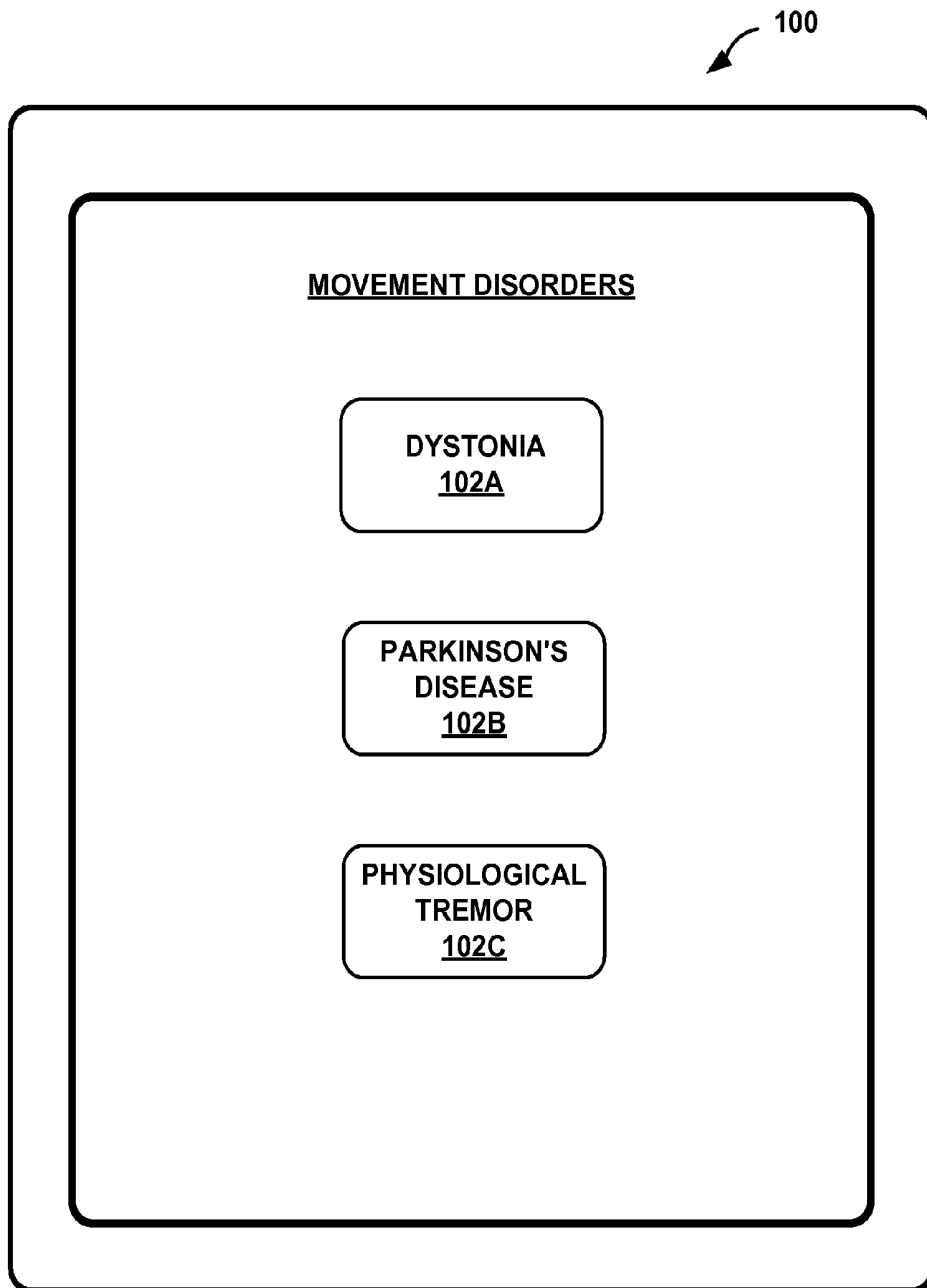 100
MOVEMENT DISORDERS
DYSTONIA
102A
PARKINSON'S
DISEASE
102B
PHYSIOLOGICAL
TREMOR
102C